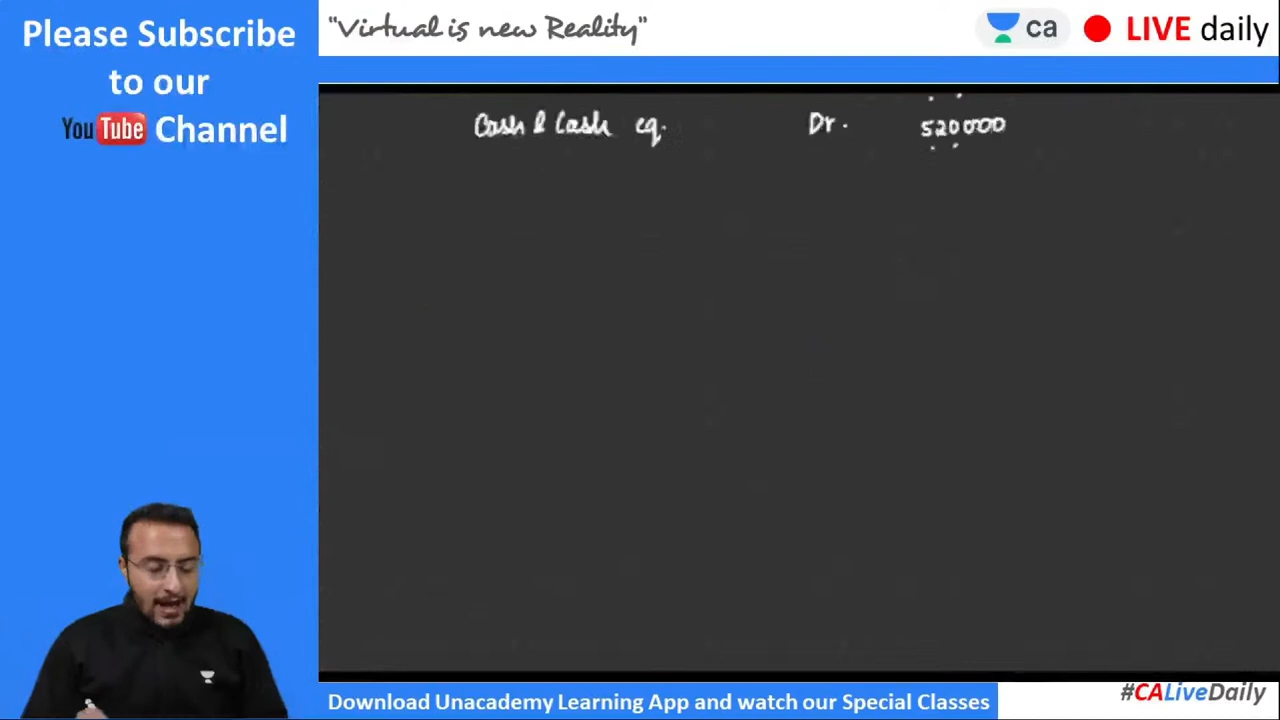 Please Subscribe
to our
YouTube Channel
"Virtual is new Reality"
ca
LIVE daily
Cash & Cash eq. Dr. 520000
Download Unacademy Learning App and watch our Special Classes
#CALiveDaily